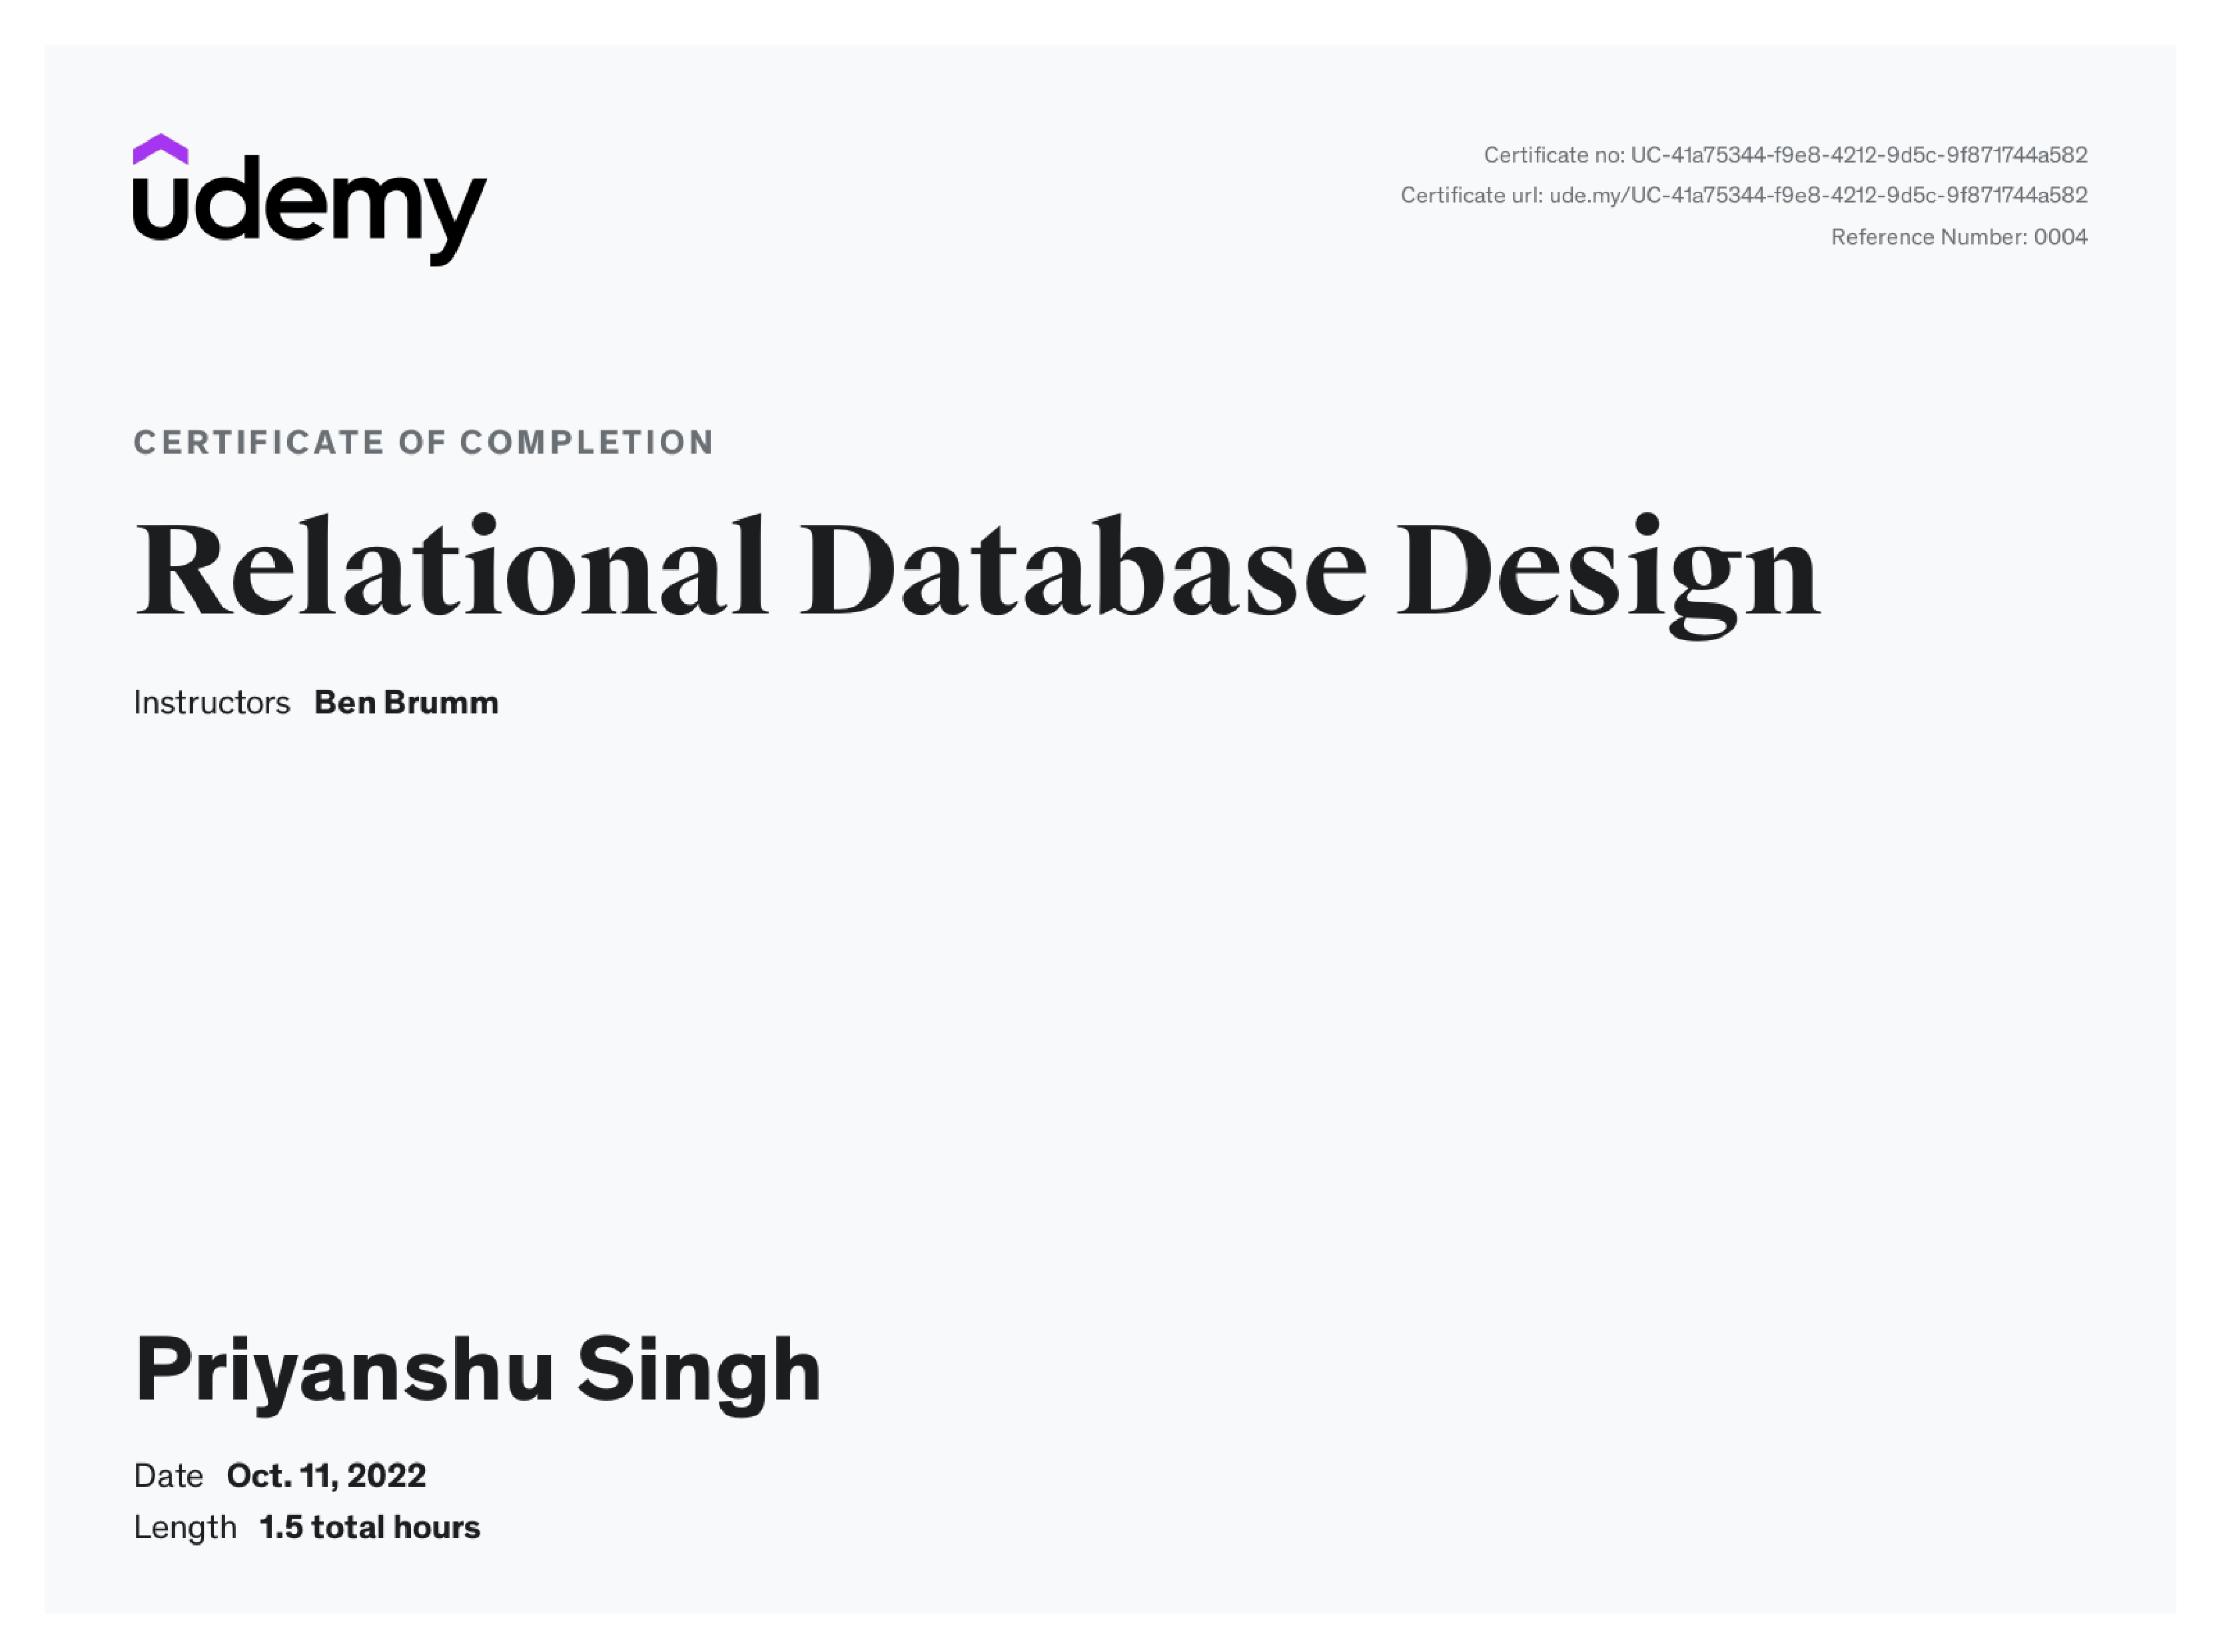 udemy
Certificate no: UC-41a75344-f9e8-4212-9d5c-9f871744a582
Certificate url: ude.my/UC-41a75344-f9e8-4212-9d5c-9f871744a582
Reference Number: 0004
CERTIFICATE OF COMPLETION
Relational Database Design
Instructors Ben Brumm
Priyanshu Singh
Date Oct. 11, 2022
Length 1.5 total hours